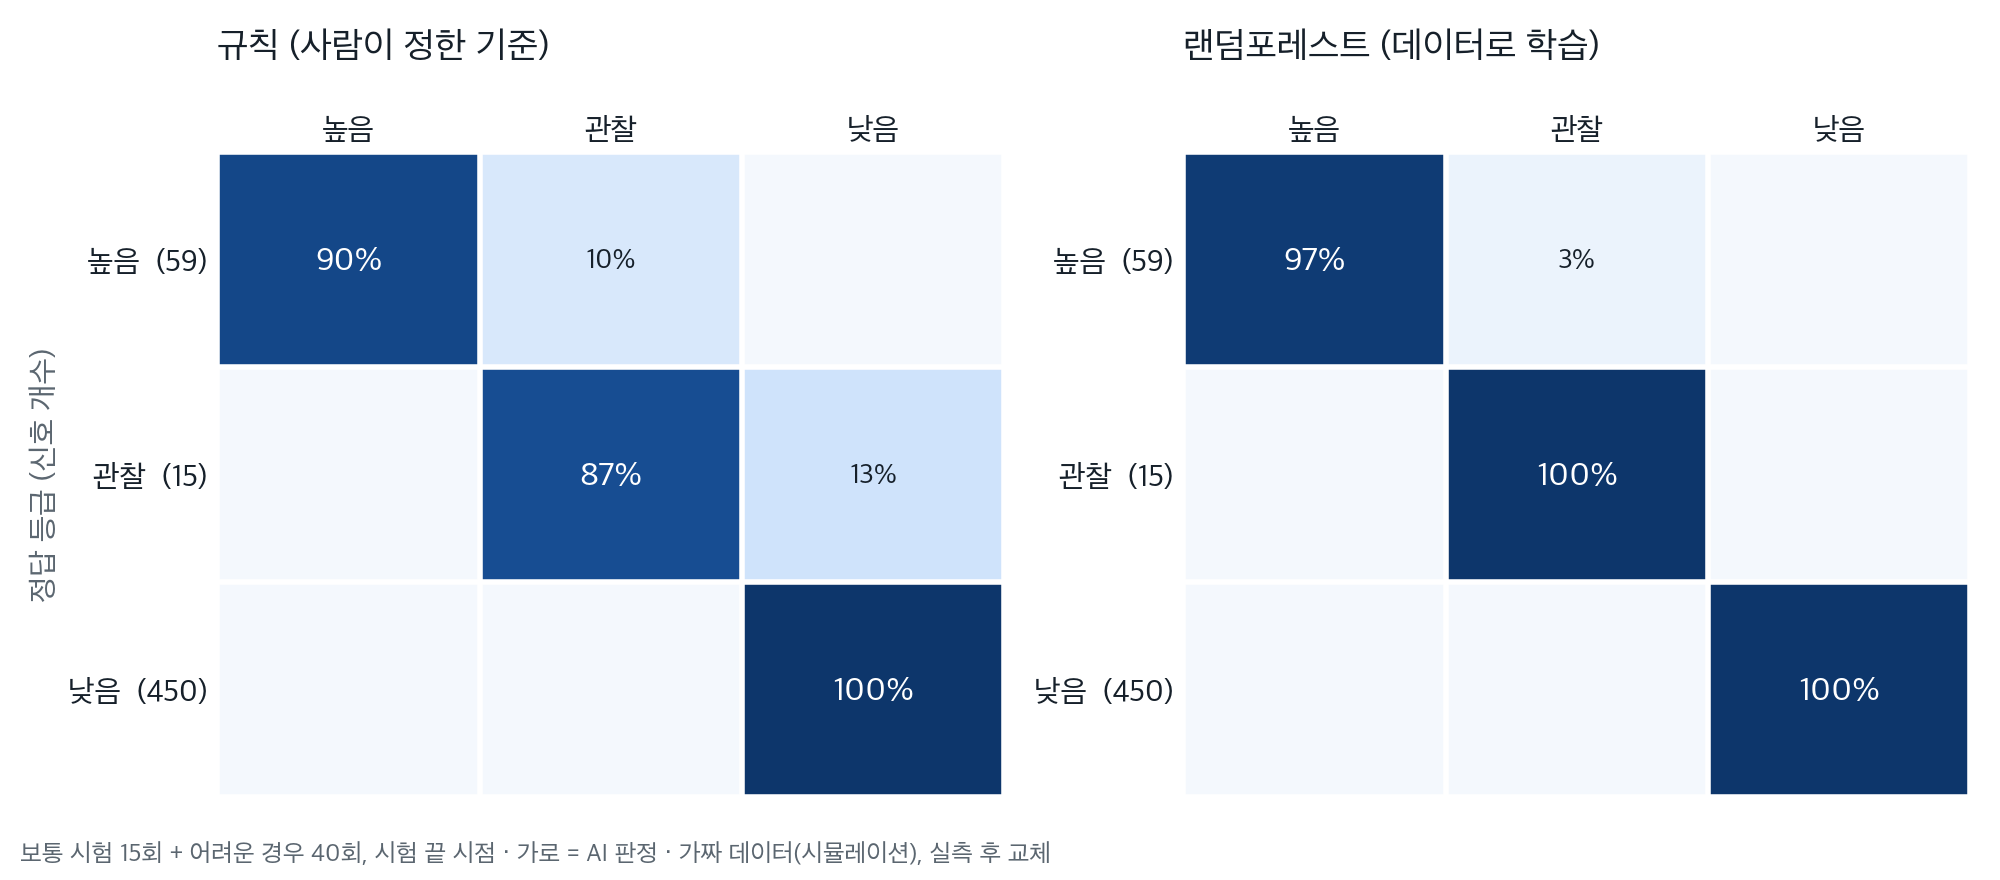 규칙 (사람이 정한 기준)
높음 관찰 낮음
높음 (59) 90% 10%
관찰 (15) 87% 13%
낮음 (450) 100%
정답 등급 (신호 개수)
랜덤포레스트 (데이터로 학습)
높음 관찰 낮음
높음 (59) 97% 3%
관찰 (15) 100%
낮음 (450) 100%
보통 시험 15회 + 어려운 경우 40회, 시험 끝 시점 · 가로 = AI 판정 · 가짜 데이터(시뮬레이션), 실측 후 교체